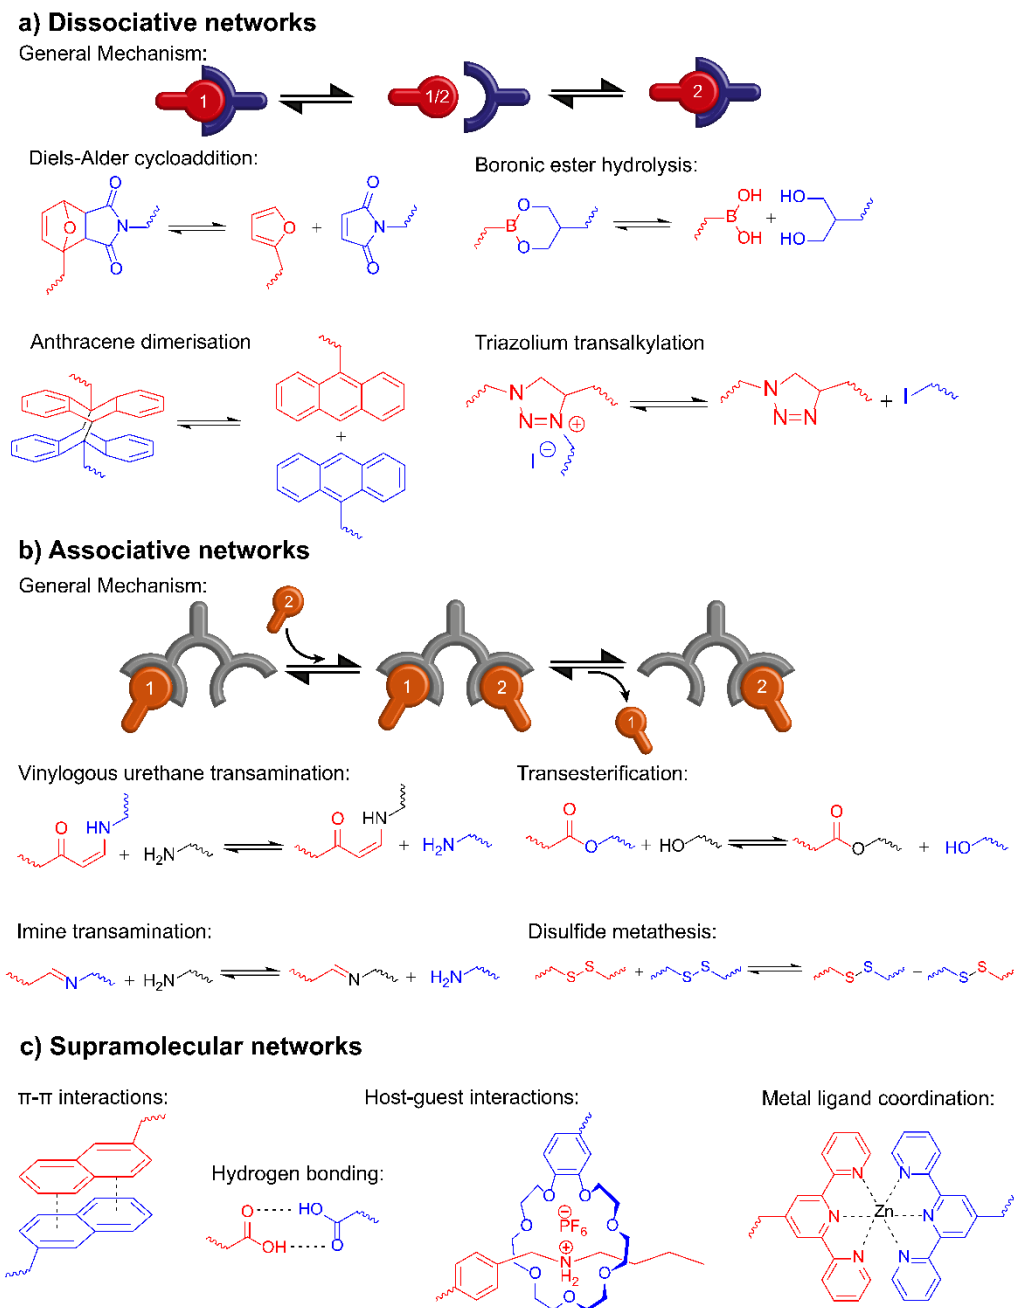 a) Dissociative networks
General Mechanism:
1
1/2
2
Diels-Alder cycloaddition:
Boronic ester hydrolysis:
O
O
N
O
+
O
O
N
O
B
O
O
OH
B
OH
+
HO
HO
Anthracene dimerisation
Triazolium transalkylation
+
N
N=N
⊕
I
⊖
N
N=N
+ I
b) Associative networks
General Mechanism:
2
1
1
2
1
2
Vinylogous urethane transamination:
Transesterification:
O
HN
+ H2N
O
HN
+ H2N
O
O
+ HO
O
O
+ HO
Imine transamination:
Disulfide metathesis:
N
+ H2N
N
+ H2N
S S
+
S S
S S
–
S S
c) Supramolecular networks
π-π interactions:
Host-guest interactions:
Metal ligand coordination:
Hydrogen bonding:
O
HO
OH
O
O
O
O
O
O
O
O
O
⊖
PF6
⊕
N
H2
N
N
N
Zn
N
N
N